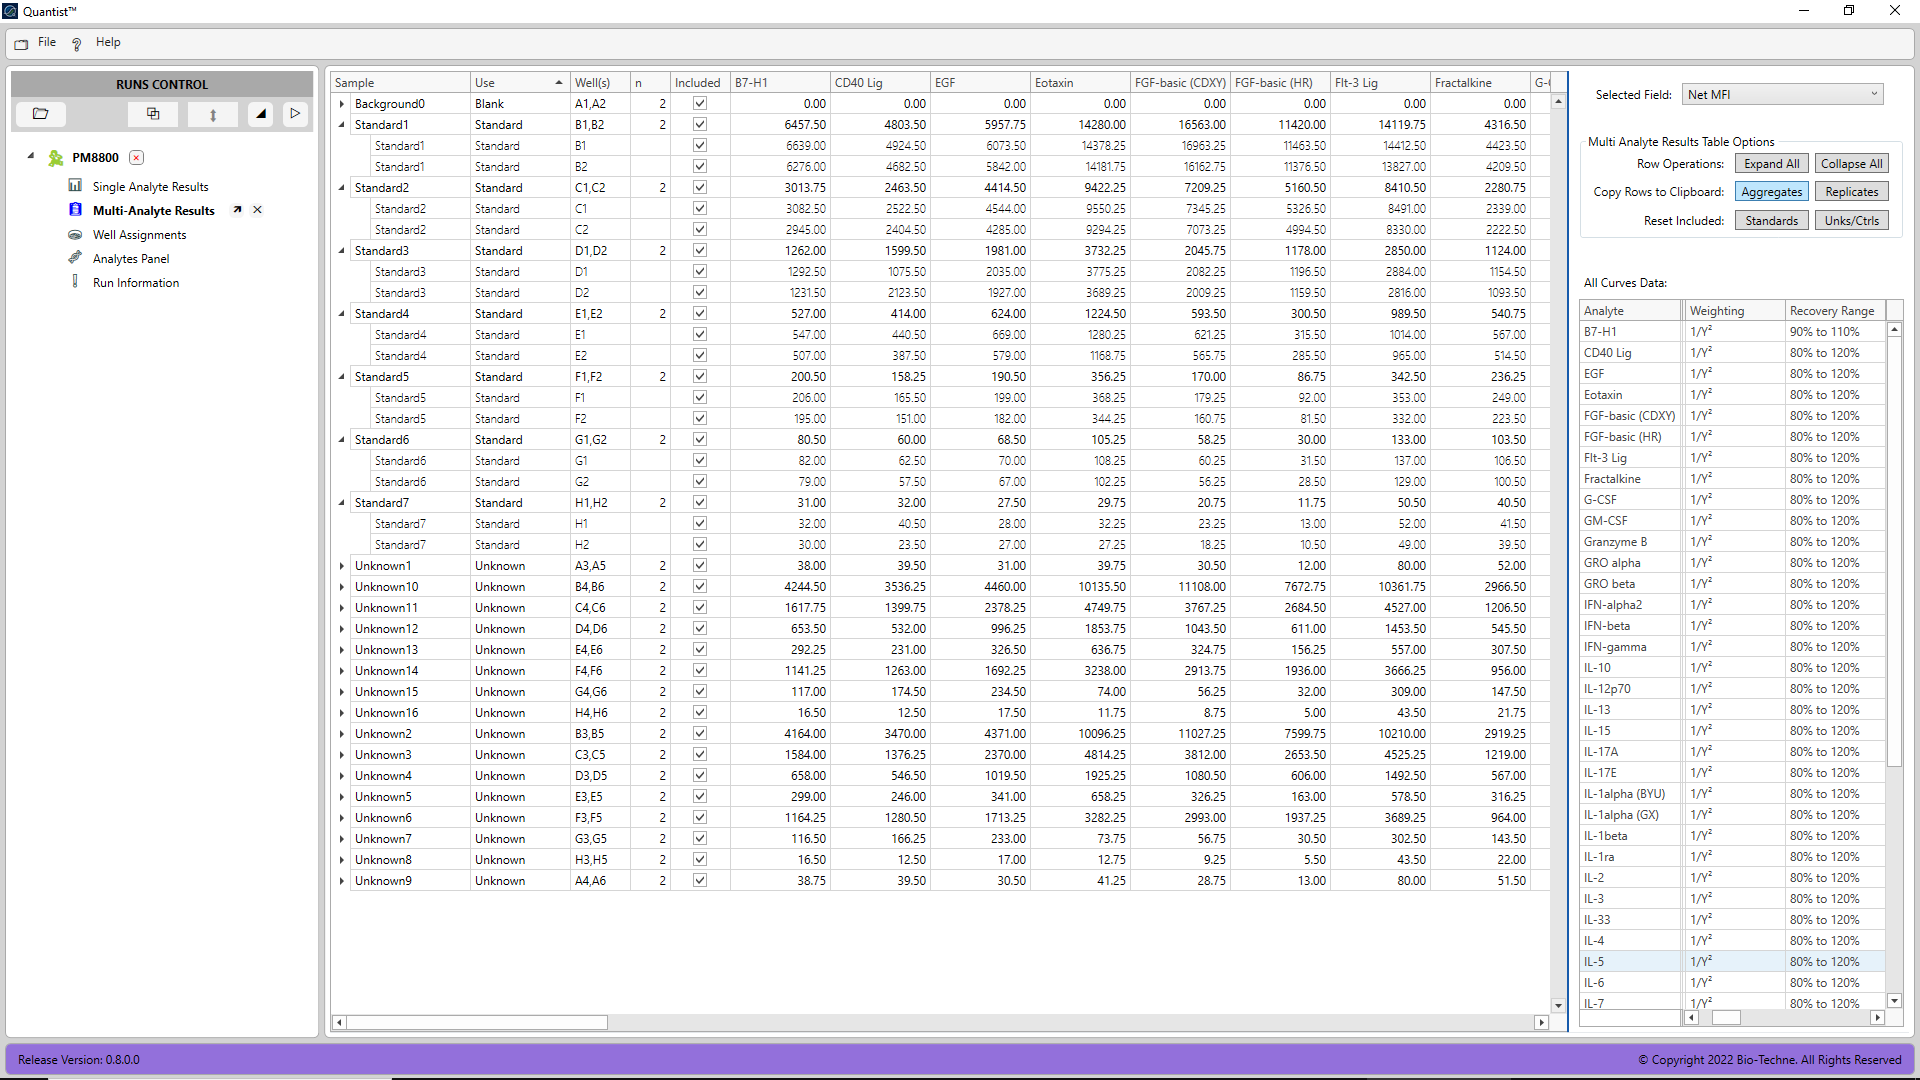 Quantist™
File Help
RUNS CONTROL
PM8800
Single Analyte Results
Multi-Analyte Results
Well Assignments
Analytes Panel
Run Information
Sample Use Well(s) n Included B7-H1 CD40 Lig EGF Eotaxin FGF-basic (CDXY) FGF-basic (HR) Flt-3 Lig Fractalkine
Background0 Blank A1,A2 2 0.00 0.00 0.00 0.00 0.00 0.00 0.00 0.00
Standard1 Standard B1,B2 2 6457.50 4803.50 5957.75 14280.00 16563.00 11420.00 14119.75 4316.50
Standard1 Standard B1 6639.00 4924.50 6073.50 14378.25 16963.25 11463.50 14412.50 4423.50
Standard1 Standard B2 6276.00 4682.50 5842.00 14181.75 16162.75 11376.50 13827.00 4209.50
Standard2 Standard C1,C2 2 3013.75 2463.50 4414.50 9422.25 7209.25 5160.50 8410.50 2280.75
Standard2 Standard C1 3082.50 2522.50 4544.00 9550.25 7345.25 5326.50 8491.00 2339.00
Standard2 Standard C2 2945.00 2404.50 4285.00 9294.25 7073.25 4994.50 8330.00 2222.50
Standard3 Standard D1,D2 2 1262.00 1599.50 1981.00 3732.25 2045.75 1178.00 2850.00 1124.00
Standard3 Standard D1 1292.50 1075.50 2035.00 3775.25 2082.25 1196.50 2884.00 1154.50
Standard3 Standard D2 1231.50 2123.50 1927.00 3689.25 2009.25 1159.50 2816.00 1093.50
Standard4 Standard E1,E2 2 527.00 414.00 624.00 1224.50 593.50 300.50 989.50 540.75
Standard4 Standard E1 547.00 440.50 669.00 1280.25 621.25 315.50 1014.00 567.00
Standard4 Standard E2 507.00 387.50 579.00 1168.75 565.75 285.50 965.00 514.50
Standard5 Standard F1,F2 2 200.50 158.25 190.50 356.25 170.00 86.75 342.50 236.25
Standard5 Standard F1 206.00 165.50 199.00 368.25 179.25 92.00 353.00 249.00
Standard5 Standard F2 195.00 151.00 182.00 344.25 160.75 81.50 332.00 223.50
Standard6 Standard G1,G2 2 80.50 60.00 68.50 105.25 58.25 30.00 133.00 103.50
Standard6 Standard G1 82.00 62.50 70.00 108.25 60.25 31.50 137.00 106.50
Standard6 Standard G2 79.00 57.50 67.00 102.25 56.25 28.50 129.00 100.50
Standard7 Standard H1,H2 2 31.00 32.00 27.50 29.75 20.75 11.75 50.50 40.50
Standard7 Standard H1 32.00 40.50 28.00 32.25 23.25 13.00 52.00 41.50
Standard7 Standard H2 30.00 23.50 27.00 27.25 18.25 10.50 49.00 39.50
Unknown1 Unknown A3,A5 2 38.00 39.50 31.00 39.75 30.50 12.00 80.00 52.00
Unknown10 Unknown B4,B6 2 4244.50 3536.25 4460.00 10135.50 11108.00 7672.75 10361.75 2966.50
Unknown11 Unknown C4,C6 2 1617.75 1399.75 2378.25 4749.75 3767.25 2684.50 4527.00 1206.50
Unknown12 Unknown D4,D6 2 653.50 532.00 996.25 1853.75 1043.50 611.00 1453.50 545.50
Unknown13 Unknown E4,E6 2 292.25 231.00 326.50 636.75 324.75 156.25 557.00 307.50
Unknown14 Unknown F4,F6 2 1141.25 1263.00 1692.25 3238.00 2913.75 1936.00 3666.25 956.00
Unknown15 Unknown G4,G6 2 117.00 174.50 234.50 74.00 56.25 32.00 309.00 147.50
Unknown16 Unknown H4,H6 2 16.50 12.50 17.50 11.75 8.75 5.00 43.50 21.75
Unknown2 Unknown B3,B5 2 4164.00 3470.00 4371.00 10096.25 11027.25 7599.75 10210.00 2919.25
Unknown3 Unknown C3,C5 2 1584.00 1376.25 2370.00 4814.25 3812.00 2653.50 4525.25 1219.00
Unknown4 Unknown D3,D5 2 658.00 546.50 1019.50 1925.25 1080.50 606.00 1492.50 567.00
Unknown5 Unknown E3,E5 2 299.00 246.00 341.00 658.25 326.25 163.00 578.50 316.25
Unknown6 Unknown F3,F5 2 1164.25 1280.50 1713.25 3282.25 2993.00 1937.25 3689.25 964.00
Unknown7 Unknown G3,G5 2 116.50 166.25 233.00 73.75 56.75 30.50 302.50 143.50
Unknown8 Unknown H3,H5 2 16.50 12.50 17.00 12.75 9.25 5.50 43.50 22.00
Unknown9 Unknown A4,A6 2 38.75 39.50 30.50 41.25 28.75 13.00 80.00 51.50
Selected Field: Net MFI
Multi Analyte Results Table Options
Row Operations: Expand All Collapse All
Copy Rows to Clipboard: Aggregates Replicates
Reset Included: Standards Unks/Ctrls
All Curves Data:
Analyte Weighting Recovery Range
B7-H1 1/Y² 90% to 110%
CD40 Lig 1/Y² 80% to 120%
EGF 1/Y² 80% to 120%
Eotaxin 1/Y² 80% to 120%
FGF-basic (CDXY) 1/Y² 80% to 120%
FGF-basic (HR) 1/Y² 80% to 120%
Flt-3 Lig 1/Y² 80% to 120%
Fractalkine 1/Y² 80% to 120%
G-CSF 1/Y² 80% to 120%
GM-CSF 1/Y² 80% to 120%
Granzyme B 1/Y² 80% to 120%
GRO alpha 1/Y² 80% to 120%
GRO beta 1/Y² 80% to 120%
IFN-alpha2 1/Y² 80% to 120%
IFN-beta 1/Y² 80% to 120%
IFN-gamma 1/Y² 80% to 120%
IL-10 1/Y² 80% to 120%
IL-12p70 1/Y² 80% to 120%
IL-13 1/Y² 80% to 120%
IL-15 1/Y² 80% to 120%
IL-17A 1/Y² 80% to 120%
IL-17E 1/Y² 80% to 120%
IL-1alpha (BYU) 1/Y² 80% to 120%
IL-1alpha (GX) 1/Y² 80% to 120%
IL-1beta 1/Y² 80% to 120%
IL-1ra 1/Y² 80% to 120%
IL-2 1/Y² 80% to 120%
IL-3 1/Y² 80% to 120%
IL-33 1/Y² 80% to 120%
IL-4 1/Y² 80% to 120%
IL-5 1/Y² 80% to 120%
IL-6 1/Y² 80% to 120%
IL-7 1/Y² 80% to 120%
Release Version: 0.8.0.0
© Copyright 2022 Bio-Techne. All Rights Reserved